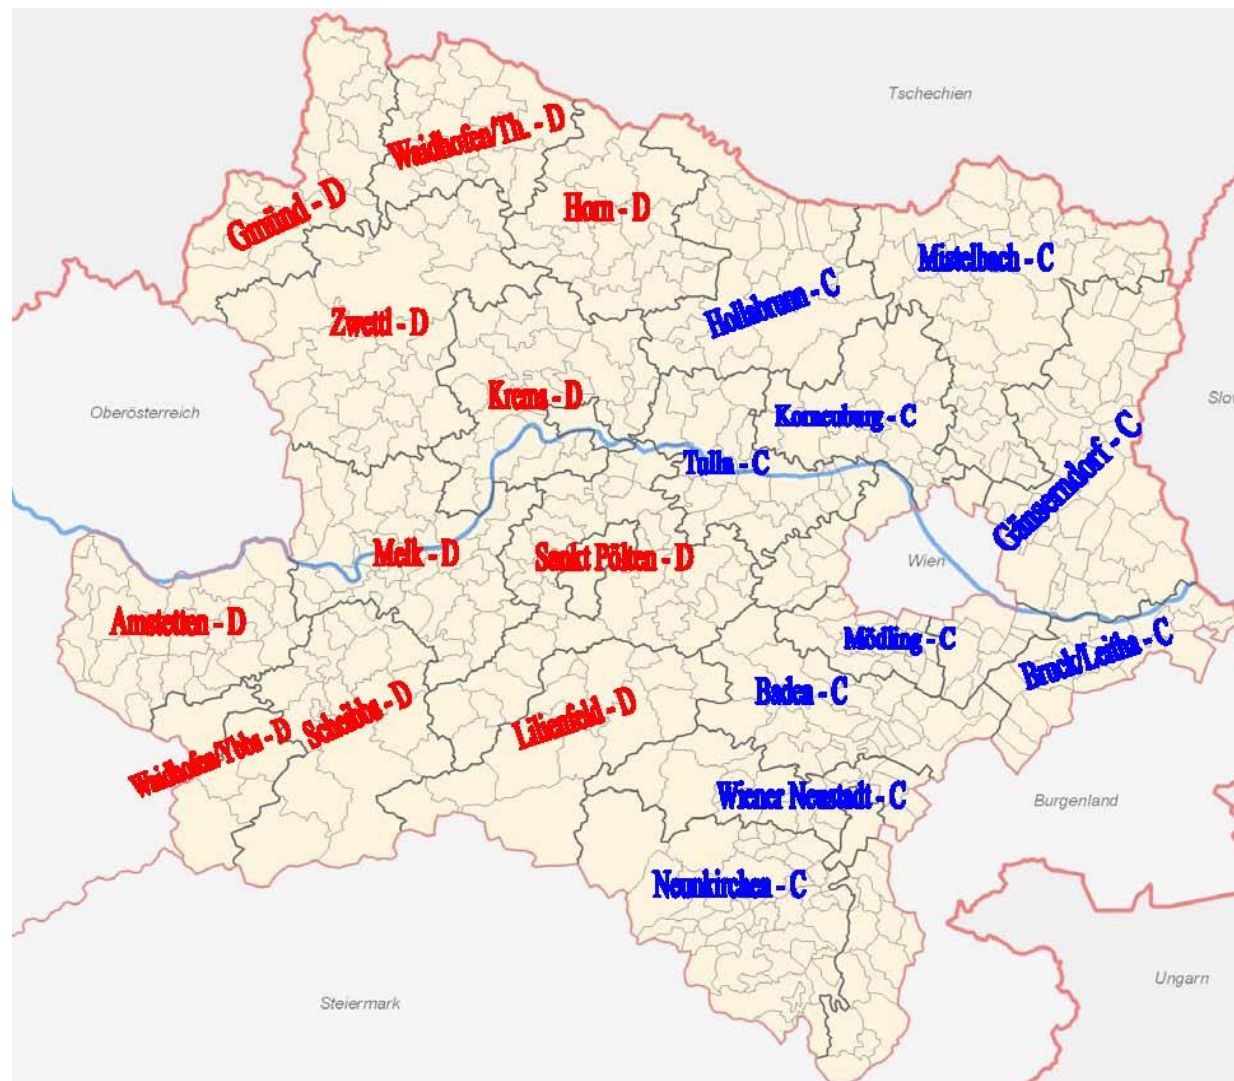 Tschechien
Waidhofen/Th. - D
Gmünd - D
Horn - D
Mistelbach - C
Hollabrunn - C
Zwettl - D
Krems - D
Korneuburg - C
Oberösterreich
Slov
Tulln - C
Gänserndorf - C
Melk - D
Sankt Pölten - D
Wien
Amstetten - D
Mödling - C
Bruck/Leitha - C
Baden - C
Scheibbs - D
Lilienfeld - D
Waidhofen/Ybbs - D
Wiener Neustadt - C
Burgenland
Neunkirchen - C
Ungarn
Steiermark